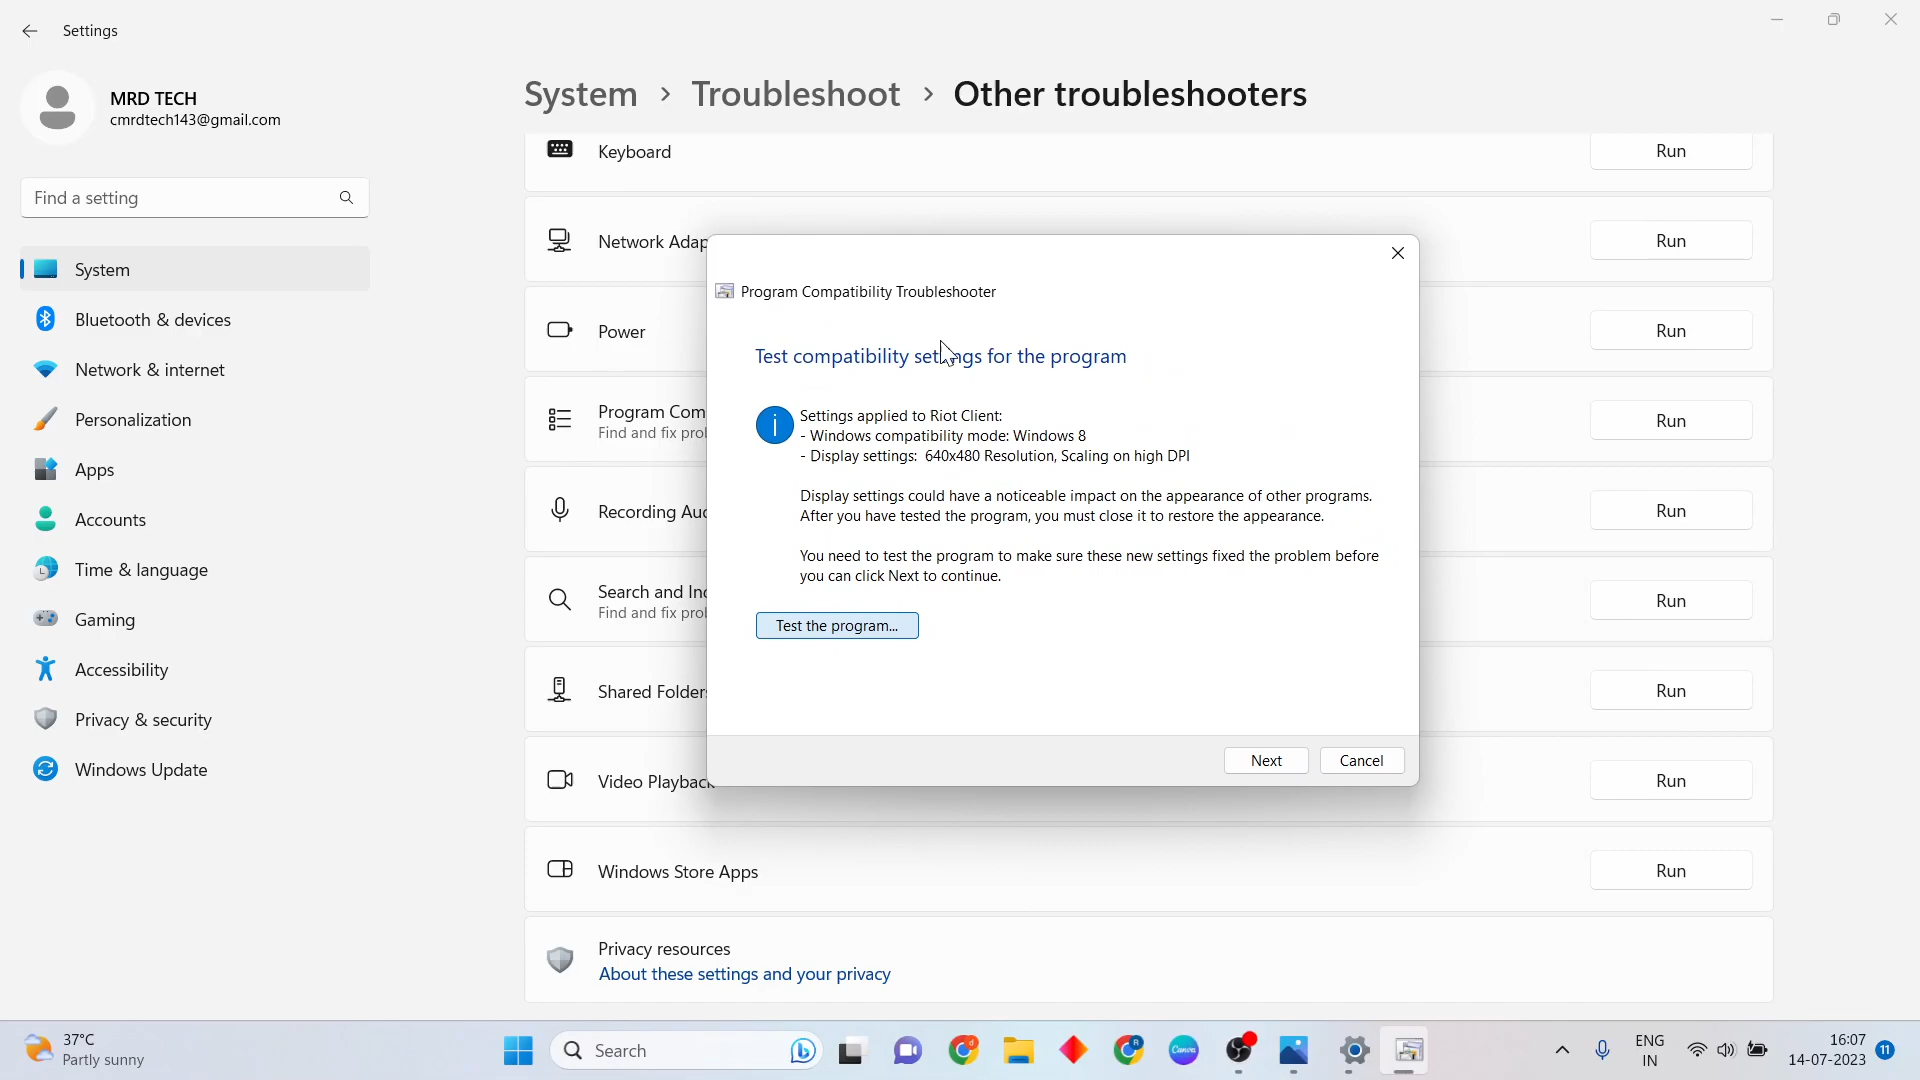 Settings
MRD TECH
cmrdtech143@gmail.com
Find a setting
System
Bluetooth & devices
Network & internet
Personalization
Apps
Accounts
Time & language
Gaming
Accessibility
Privacy & security
Windows Update
System > Troubleshoot > Other troubleshooters
Keyboard
Run
Network Adap
Run
Power
Run
Program Com
Find and fix prol
Run
Recording Auc
Run
Search and Inc
Find and fix prol
Run
Shared Folders
Run
Video Playback
Run
Windows Store Apps
Run
Privacy resources
About these settings and your privacy
Program Compatibility Troubleshooter
Test compatibility settings for the program
i
Settings applied to Riot Client:
- Windows compatibility mode: Windows 8
- Display settings: 640x480 Resolution, Scaling on high DPI
Display settings could have a noticeable impact on the appearance of other programs.
After you have tested the program, you must close it to restore the appearance.
You need to test the program to make sure these new settings fixed the problem before
you can click Next to continue.
Test the program...
Next
Cancel
37°C
Partly sunny
Search
Canva
ENG
IN
16:07
14-07-2023
11